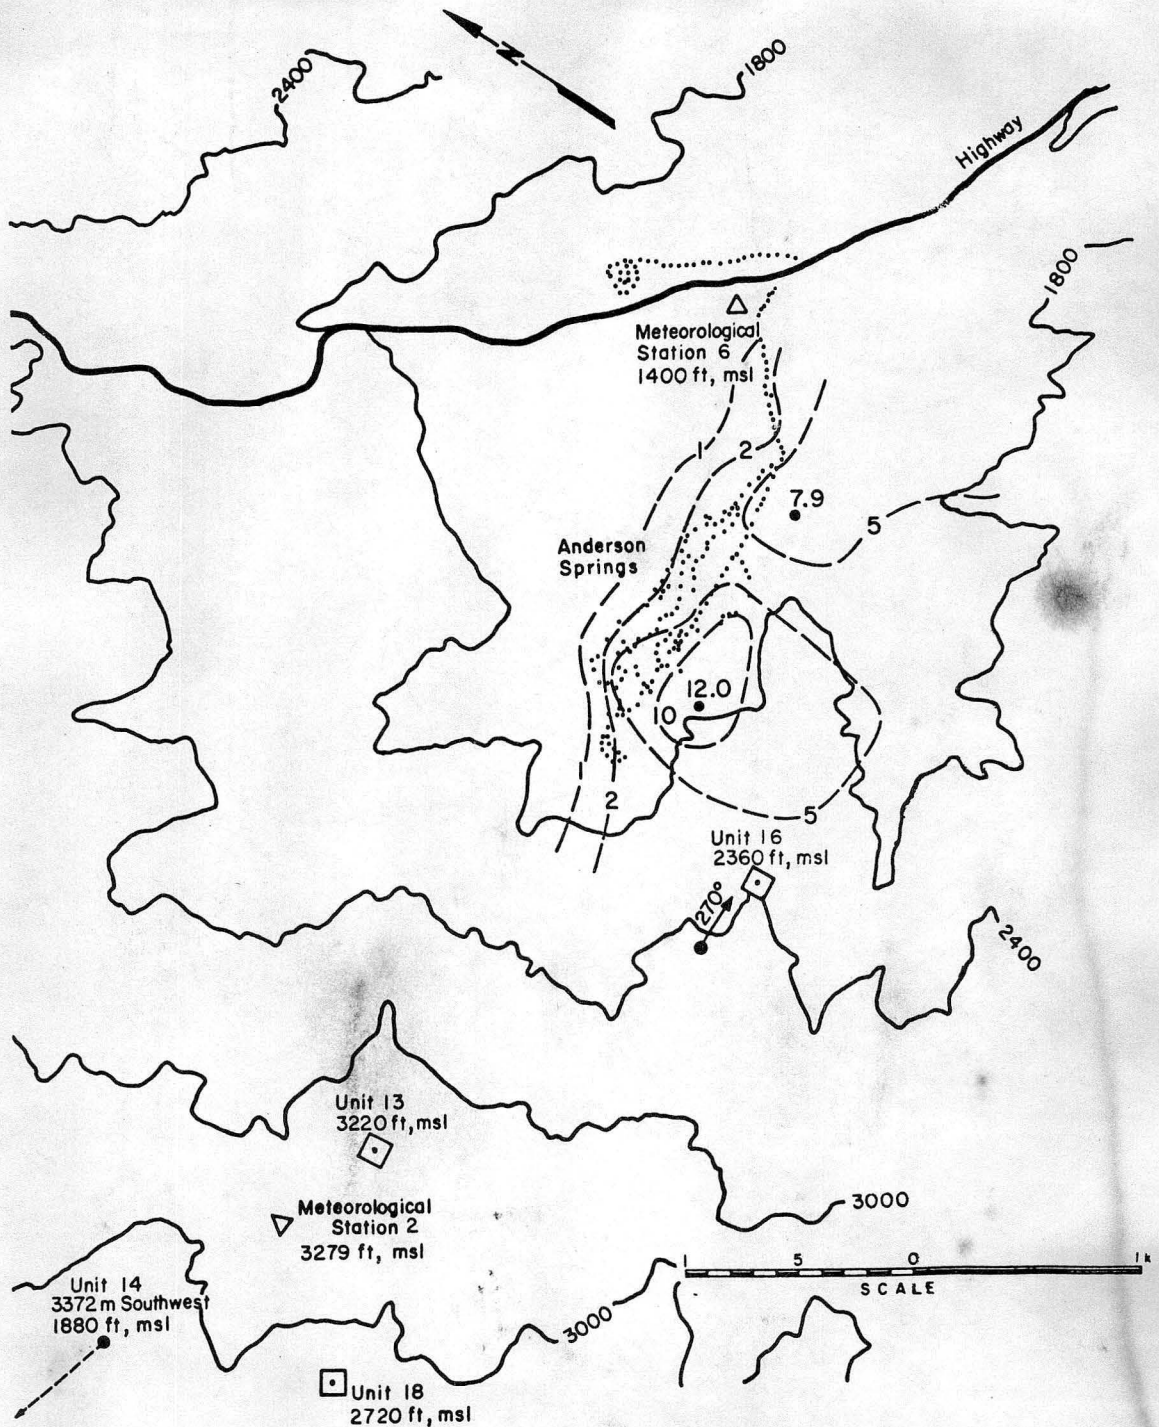 N
2400
1800
Highway
1800
Meteorological
Station 6
1400 ft, msl
1
2
7.9
5
Anderson
Springs
12.0
10
1
2
5
Unit 16
2360 ft, msl
270°
2400
Unit 13
3220 ft, msl
Meteorological
Station 2
3279 ft, msl
3000
1 5 0 1 k
SCALE
Unit 14
3372 m Southwest
1880 ft, msl
3000
Unit 18
2720 ft, msl